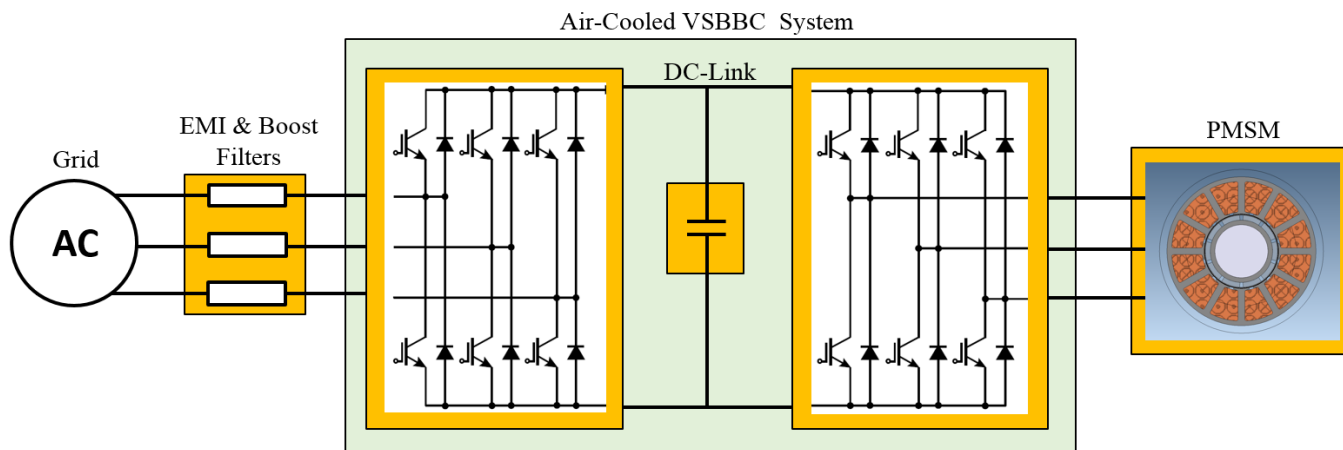 Air-Cooled VSBBC System
DC-Link
EMI & Boost
Filters
PMSM
Grid
AC